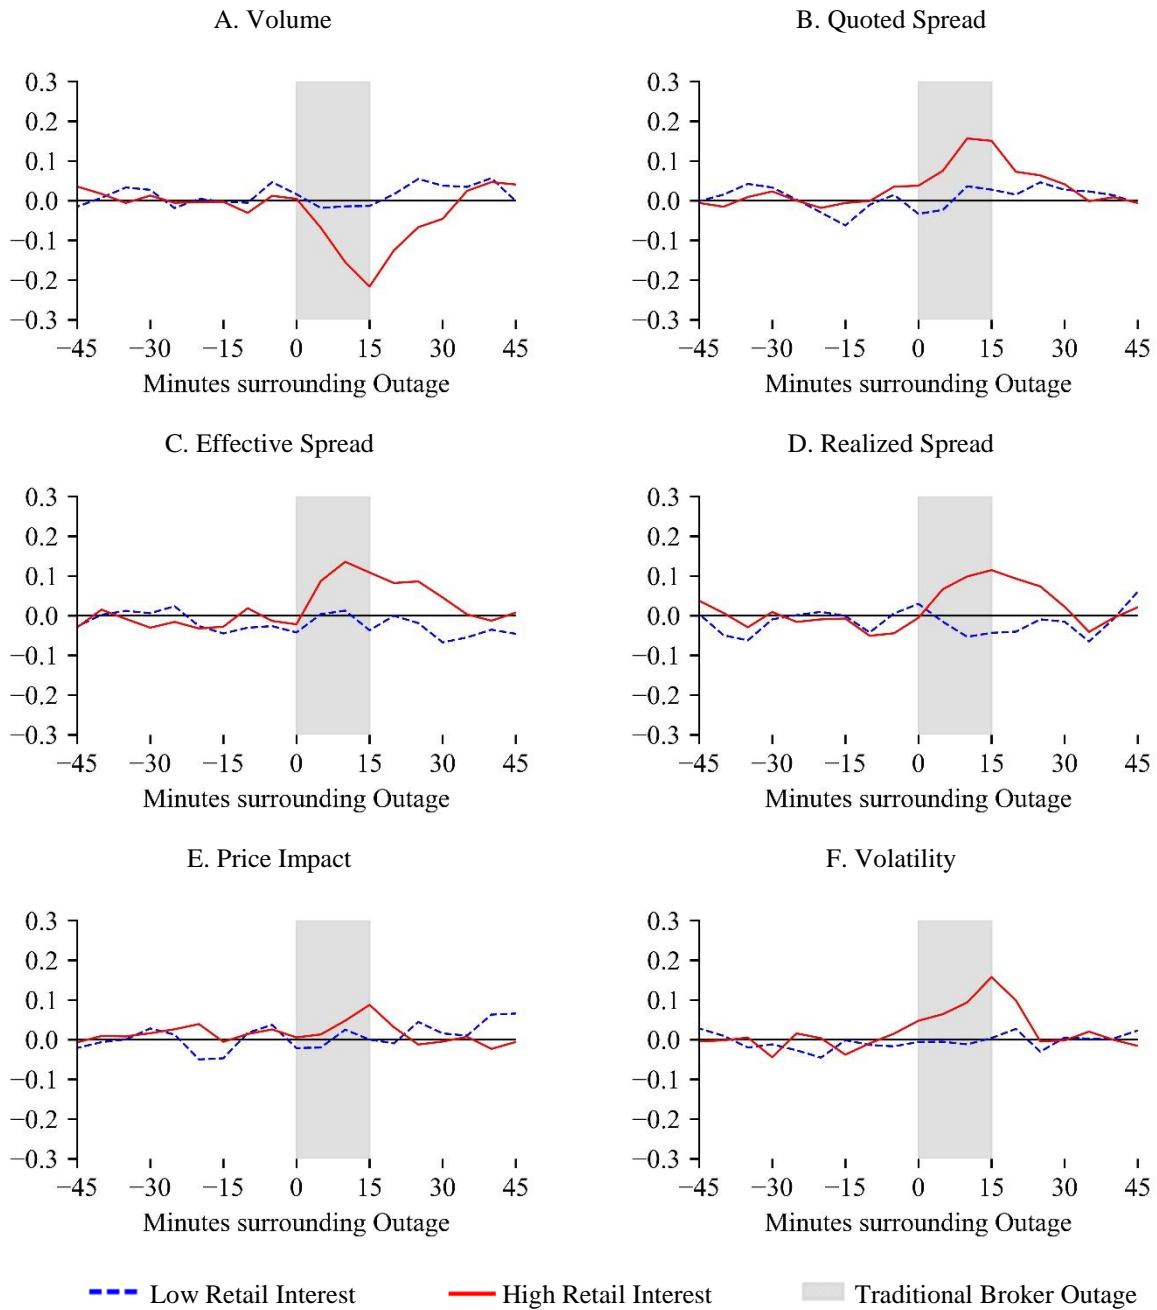 A. Volume
B. Quoted Spread
0.3
0.2
0.1
0.0
−0.1
−0.2
−0.3
−45 −30 −15 0 15 30 45
Minutes surrounding Outage
0.3
0.2
0.1
0.0
−0.1
−0.2
−0.3
−45 −30 −15 0 15 30 45
Minutes surrounding Outage
C. Effective Spread
D. Realized Spread
0.3
0.2
0.1
0.0
−0.1
−0.2
−0.3
−45 −30 −15 0 15 30 45
Minutes surrounding Outage
0.3
0.2
0.1
0.0
−0.1
−0.2
−0.3
−45 −30 −15 0 15 30 45
Minutes surrounding Outage
E. Price Impact
F. Volatility
0.3
0.2
0.1
0.0
−0.1
−0.2
−0.3
−45 −30 −15 0 15 30 45
Minutes surrounding Outage
0.3
0.2
0.1
0.0
−0.1
−0.2
−0.3
−45 −30 −15 0 15 30 45
Minutes surrounding Outage
Low Retail Interest
High Retail Interest
Traditional Broker Outage